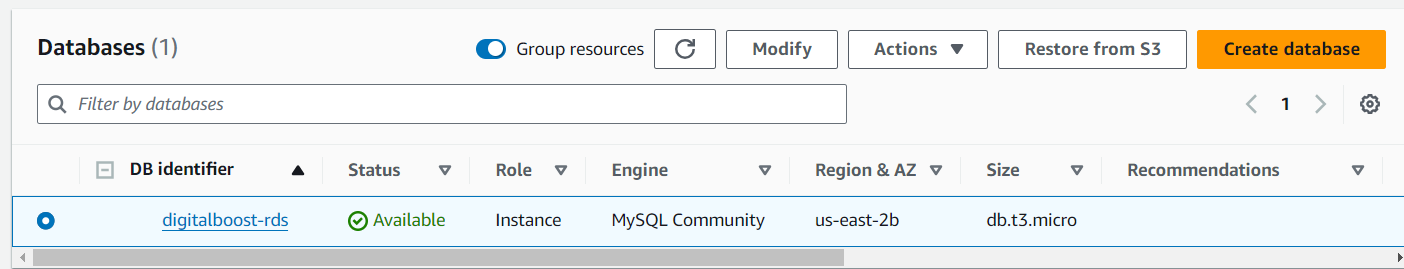 Databases (1)
Group resources
Modify
Actions
Restore from S3
Create database
Filter by databases
1
DB identifier
Status
Role
Engine
Region & AZ
Size
Recommendations
digitalboost-rds
Available
Instance
MySQL Community
us-east-2b
db.t3.micro